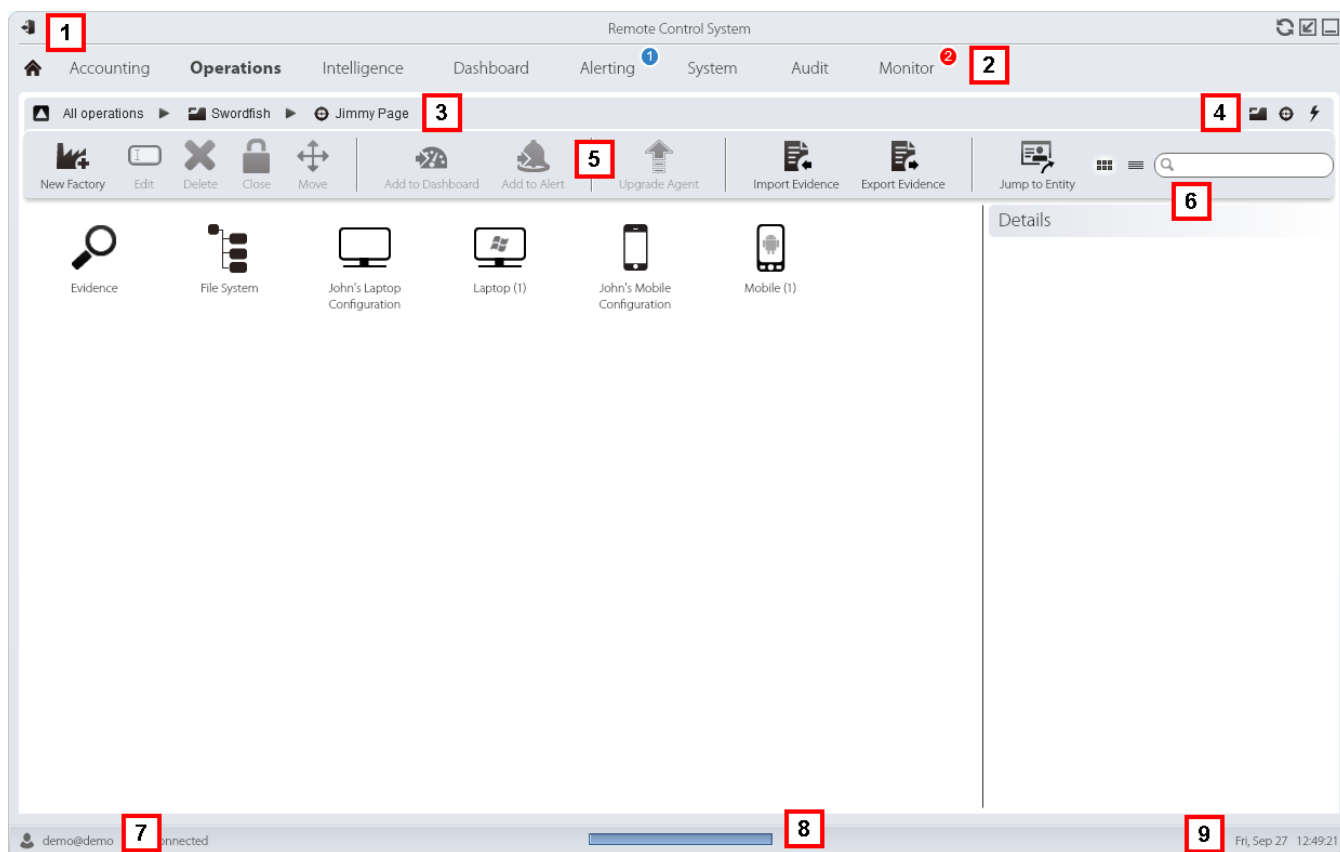 1
Remote Control System
Accounting Operations Intelligence Dashboard Alerting 1 System Audit Monitor 2
2
All operations Swordfish Jimmy Page
3
4
New Factory Edit Delete Close Move Add to Dashboard Add to Alert Upgrade Agent Import Evidence Export Evidence Jump to Entity
5
6
Details
Evidence
File System
John's Laptop
Configuration
Laptop (1)
John's Mobile
Configuration
Mobile (1)
demo@demo
7
nnected
8
9
Fri, Sep 27 12:49:21